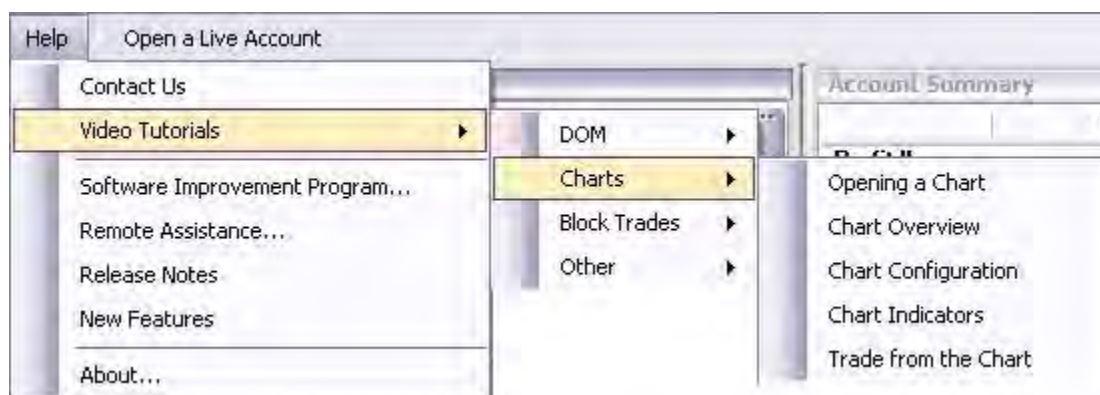 Help Open a Live Account
Contact Us
Video Tutorials
Software Improvement Program...
Remote Assistance...
Release Notes
New Features
About...
DOM
Charts
Block Trades
Other
Account Summary
Opening a Chart
Chart Overview
Chart Configuration
Chart Indicators
Trade from the Chart